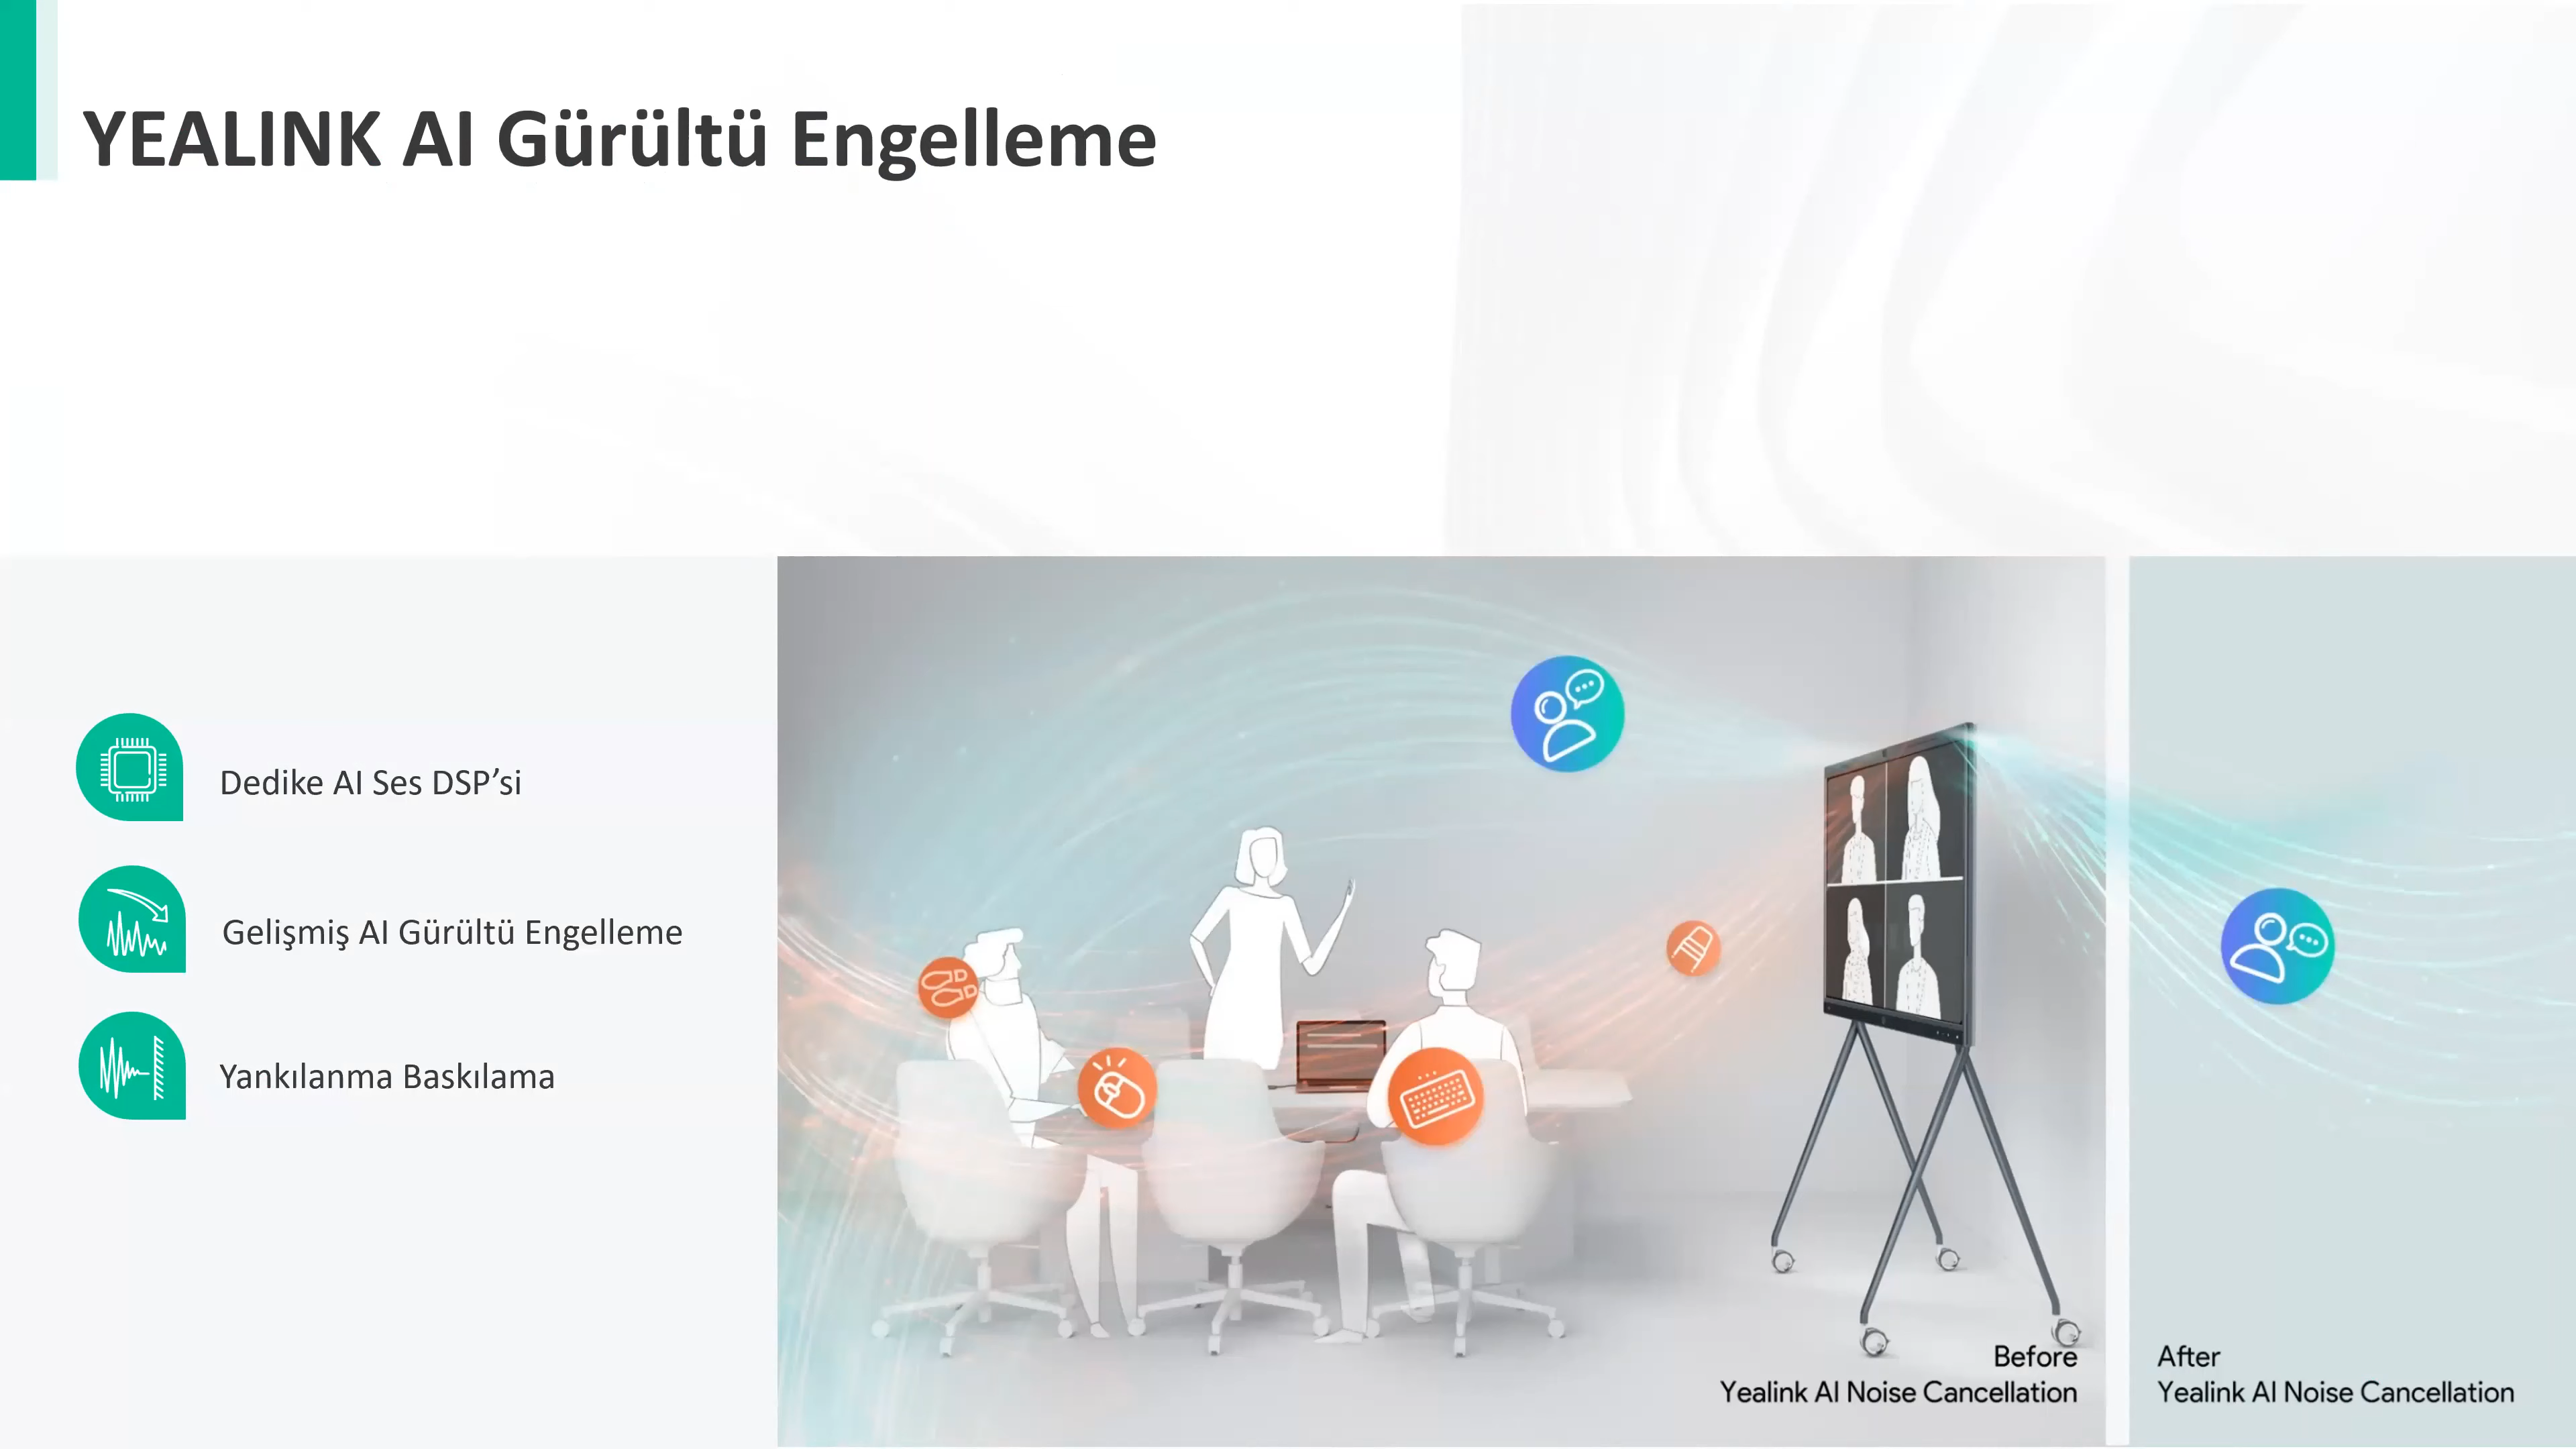 YEALINK AI Gürültü Engelleme
Dedike AI Ses DSP’si
Gelişmiş AI Gürültü Engelleme
Yankılanma Baskılama
Before
Yealink AI Noise Cancellation
After
Yealink AI Noise Cancellation